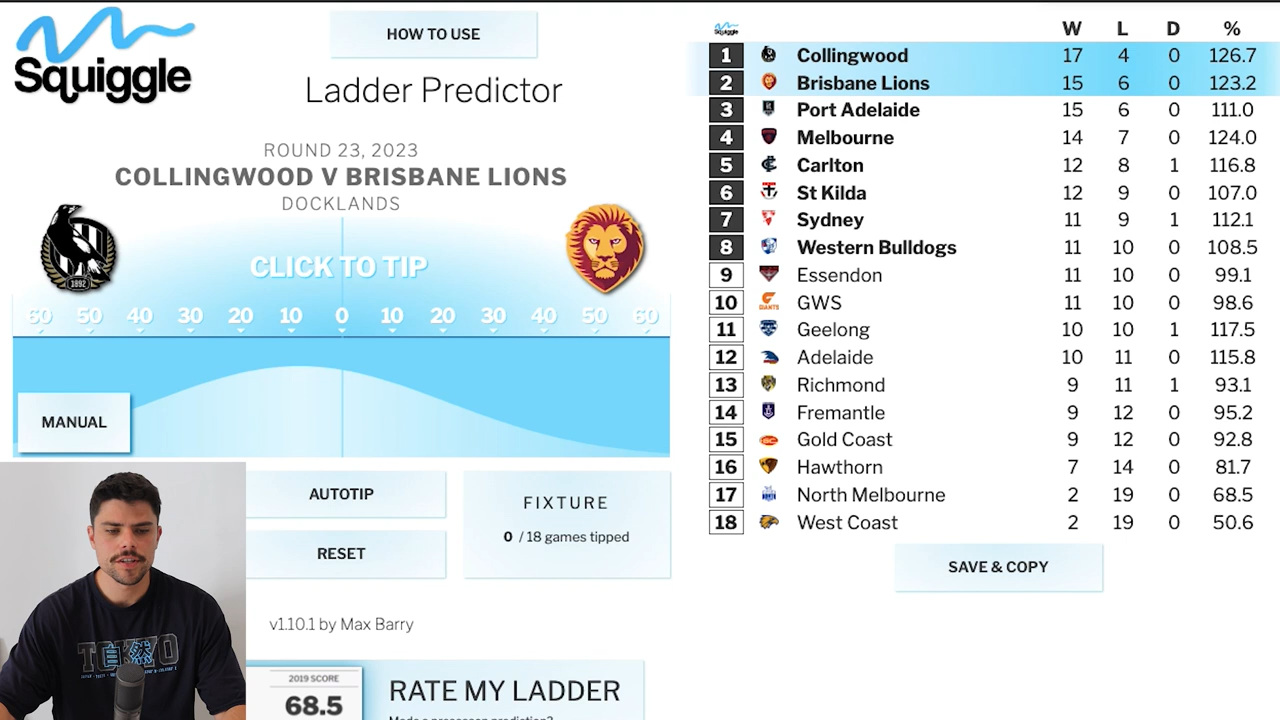 Squiggle
HOW TO USE
Ladder Predictor
ROUND 23, 2023
COLLINGWOOD V BRISBANE LIONS
DOCKLANDS
1892
CLICK TO TIP
60 50 40 30 20 10 0 10 20 30 40 50 60
MANUAL
AUTOTIP
RESET
FIXTURE
0 / 18 games tipped
v1.10.1 by Max Barry
2019 SCORE
68.5
RATE MY LADDER
Squiggle W L D %
1 Collingwood 17 4 0 126.7
2 Brisbane Lions 15 6 0 123.2
3 Port Adelaide 15 6 0 111.0
4 Melbourne 14 7 0 124.0
5 Carlton 12 8 1 116.8
6 St Kilda 12 9 0 107.0
7 Sydney 11 9 1 112.1
8 Western Bulldogs 11 10 0 108.5
9 Essendon 11 10 0 99.1
10 GWS 11 10 0 98.6
11 Geelong 10 10 1 117.5
12 Adelaide 10 11 0 115.8
13 Richmond 9 11 1 93.1
14 Fremantle 9 12 0 95.2
15 Gold Coast 9 12 0 92.8
16 Hawthorn 7 14 0 81.7
17 North Melbourne 2 19 0 68.5
18 West Coast 2 19 0 50.6
SAVE & COPY
TOKYO
自然